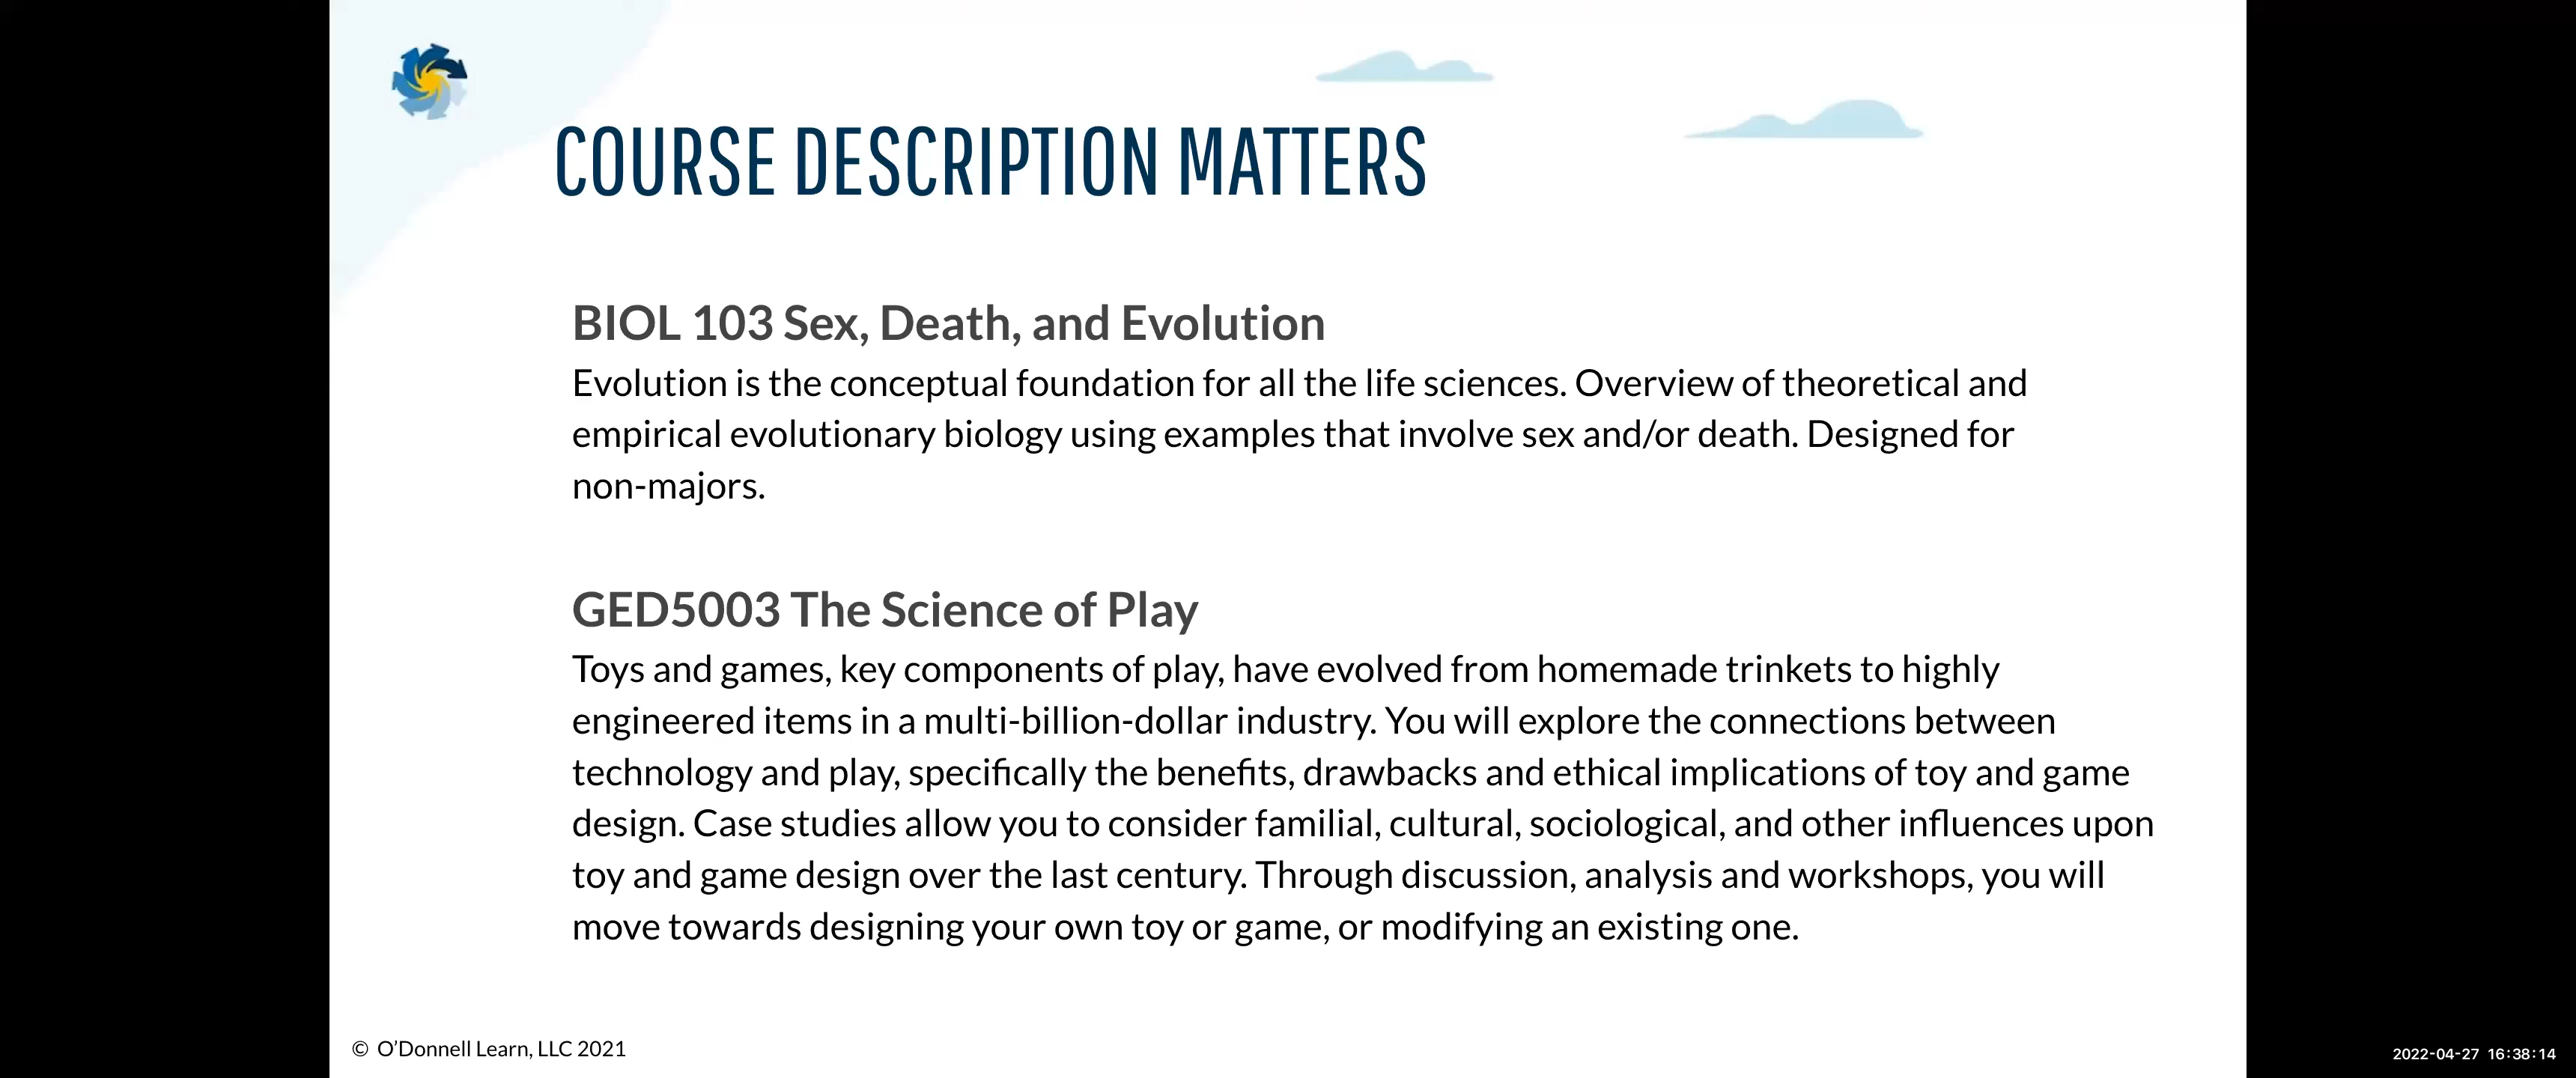 COURSE DESCRIPTION MATTERS
BIOL 103 Sex, Death, and Evolution
Evolution is the conceptual foundation for all the life sciences. Overview of theoretical and
empirical evolutionary biology using examples that involve sex and/or death. Designed for
non-majors.
GED5003 The Science of Play
Toys and games, key components of play, have evolved from homemade trinkets to highly
engineered items in a multi-billion-dollar industry. You will explore the connections between
technology and play, specifically the benefits, drawbacks and ethical implications of toy and game
design. Case studies allow you to consider familial, cultural, sociological, and other influences upon
toy and game design over the last century. Through discussion, analysis and workshops, you will
move towards designing your own toy or game, or modifying an existing one.
© O’Donnell Learn, LLC 2021
2022-04-27 16:38:14